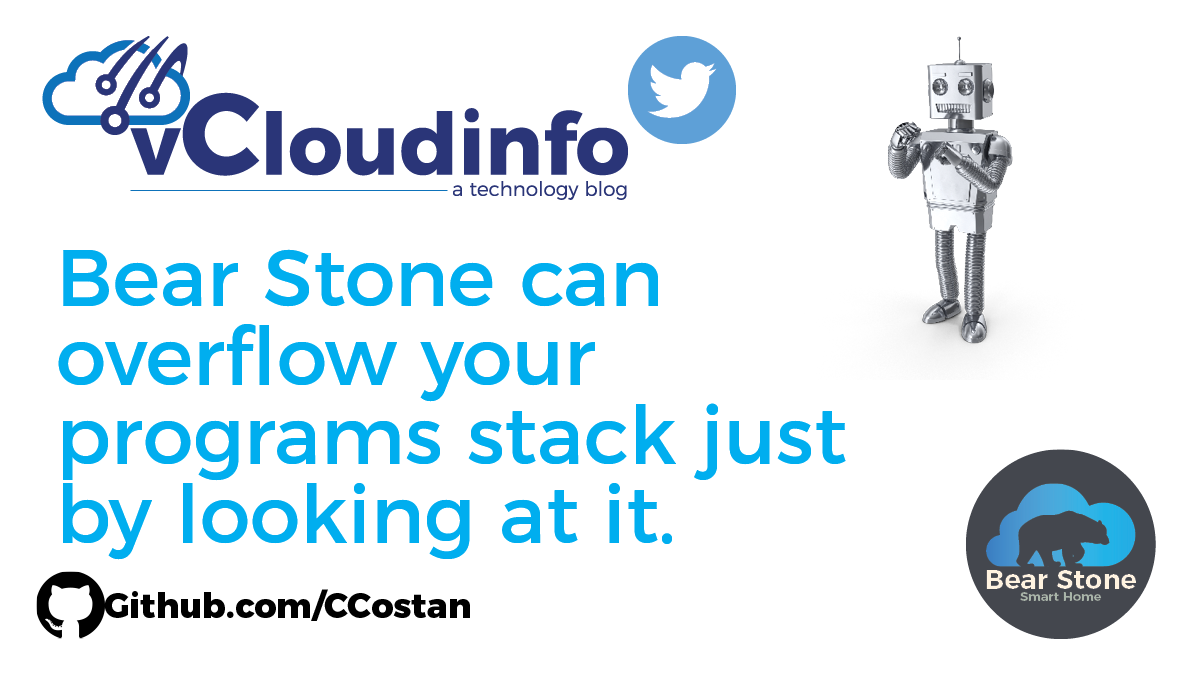 vCloudinfo
a technology blog
Bear Stone can
overflow your
programs stack just
by looking at it.
Github.com/CCostan
Bear Stone
Smart Home